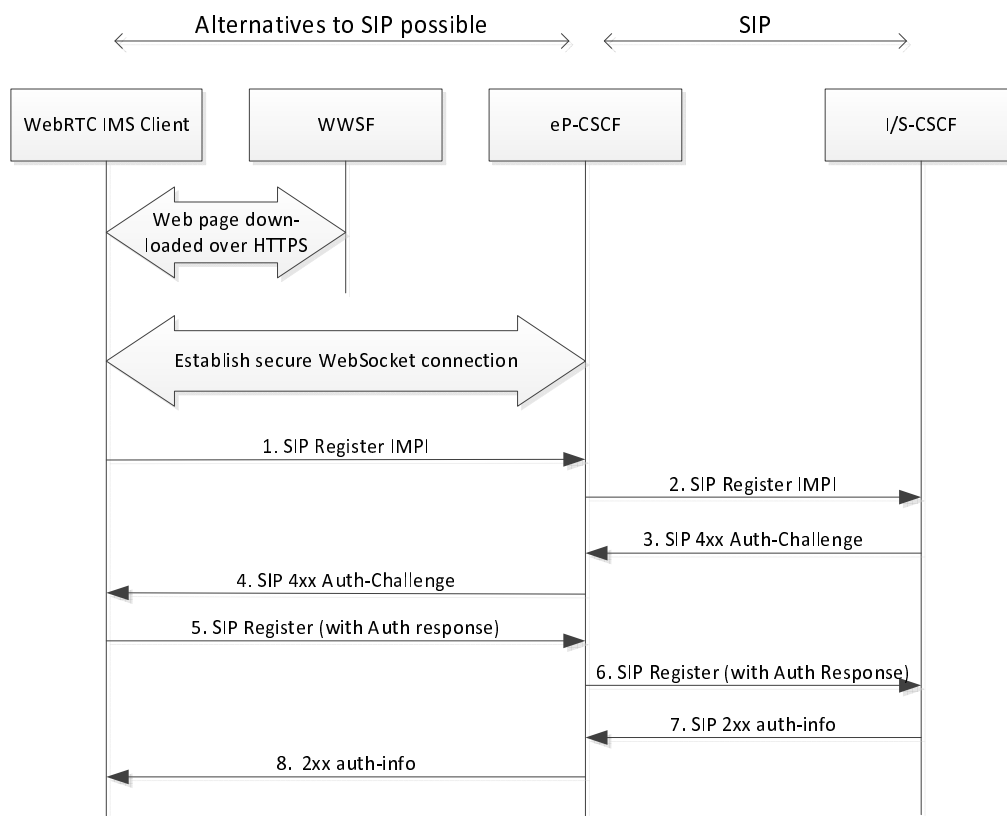 Alternatives to SIP possible
SIP
WebRTC IMS Client
WWSF
eP-CSCF
I/S-CSCF
Web page down-
loaded over HTTPS
Establish secure WebSocket connection
1. SIP Register IMPI
2. SIP Register IMPI
3. SIP 4xx Auth-Challenge
4. SIP 4xx Auth-Challenge
5. SIP Register (with Auth response)
6. SIP Register (with Auth Response)
7. SIP 2xx auth-info
8. 2xx auth-info